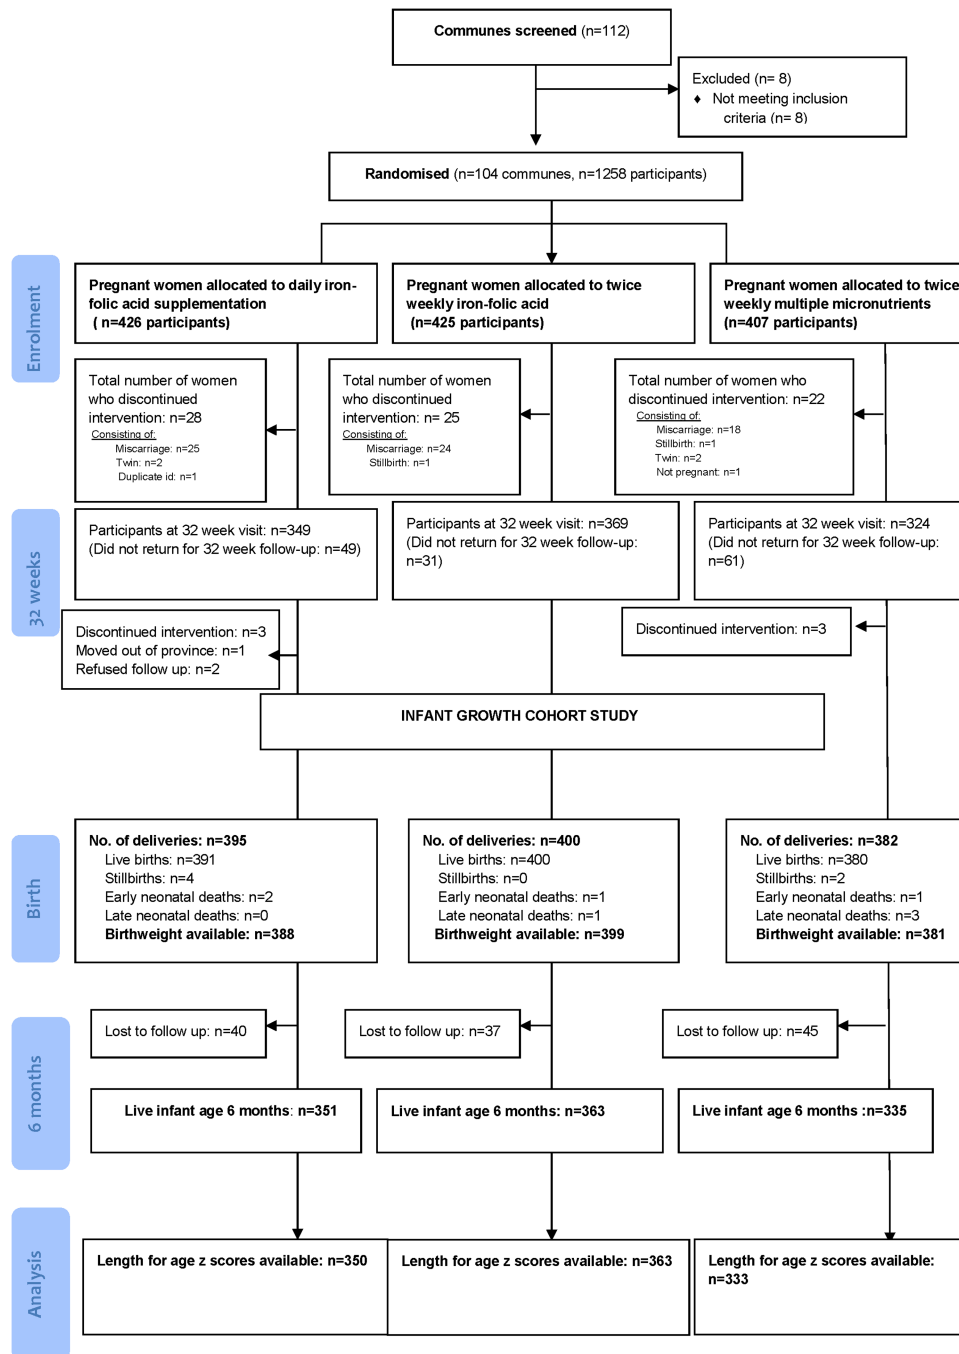 Communes screened (n=112)
Excluded (n= 8)
♦ Not meeting inclusion
criteria (n= 8)
Randomised (n=104 communes, n=1258 participants)
Enrolment
Pregnant women allocated to daily iron-
folic acid supplementation
( n=426 participants)
Pregnant women allocated to twice
weekly iron-folic acid
(n=425 participants)
Pregnant women allocated to twice
weekly multiple micronutrients
(n=407 participants)
Total number of women
who discontinued
intervention: n=28
Consisting of:
Miscarriage: n=25
Twin: n=2
Duplicate id: n=1
Total number of women
who discontinued
intervention: n= 25
Consisting of:
Miscarriage: n=24
Stillbirth: n=1
Total number of women who
discontinued intervention: n=22
Consisting of:
Miscarriage: n=18
Stillbirth: n=1
Twin: n=2
Not pregnant: n=1
32 weeks
Participants at 32 week visit: n=349
(Did not return for 32 week follow-up: n=49)
Participants at 32 week visit: n=369
(Did not return for 32 week follow-up:
n=31)
Participants at 32 week visit: n=324
(Did not return for 32 week follow-up:
n=61)
Discontinued intervention: n=3
Moved out of province: n=1
Refused follow up: n=2
Discontinued intervention: n=3
INFANT GROWTH COHORT STUDY
Birth
No. of deliveries: n=395
Live births: n=391
Stillbirths: n=4
Early neonatal deaths: n=2
Late neonatal deaths: n=0
Birthweight available: n=388
No. of deliveries: n=400
Live births: n=400
Stillbirths: n=0
Early neonatal deaths: n=1
Late neonatal deaths: n=1
Birthweight available: n=399
No. of deliveries: n=382
Live births: n=380
Stillbirths: n=2
Early neonatal deaths: n=1
Late neonatal deaths: n=3
Birthweight available: n=381
6 months
Lost to follow up: n=40
Lost to follow up: n=37
Lost to follow up: n=45
Live infant age 6 months: n=351
Live infant age 6 months: n=363
Live infant age 6 months :n=335
Analysis
Length for age z scores available: n=350
Length for age z scores available: n=363
Length for age z scores available:
n=333